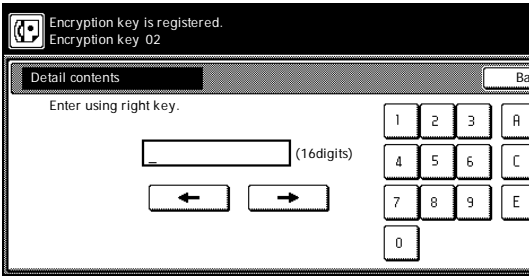 Encryption key is registered.
Encryption key 02
Detail contents
Ba
Enter using right key.
1 2 3 A
_ (16digits)
4 5 6 C
7 8 9 E
0